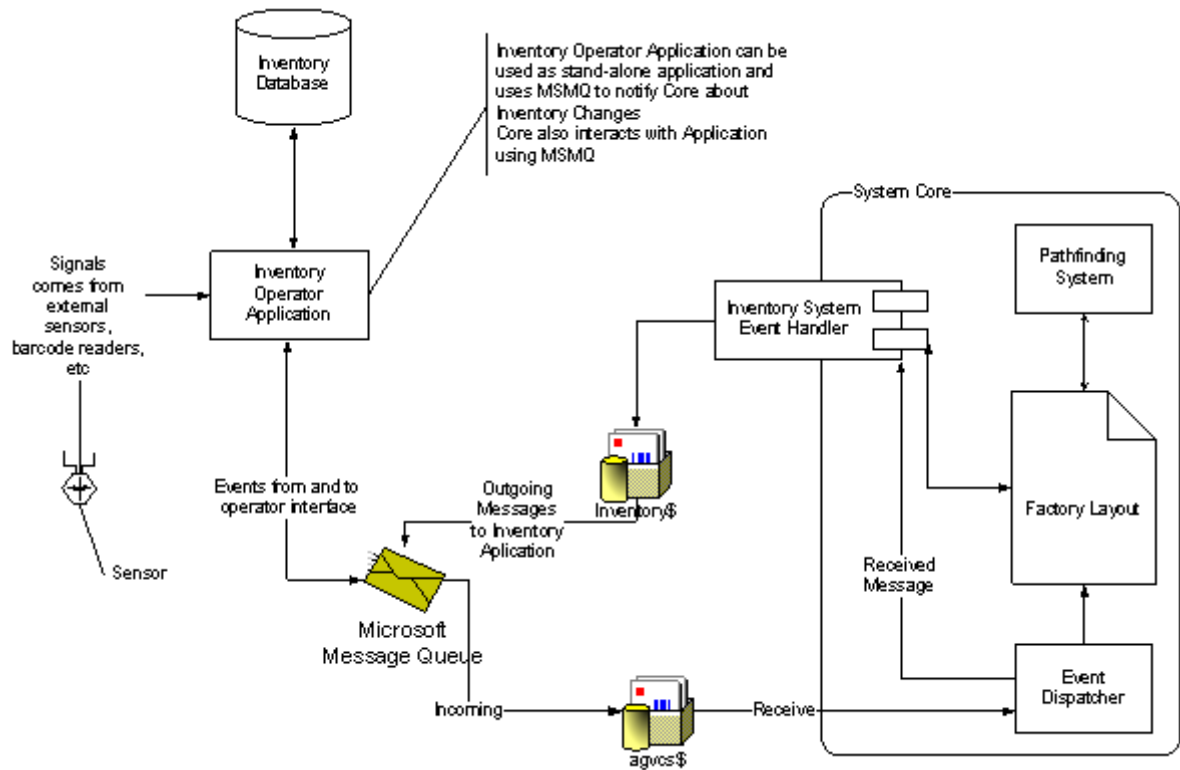 Inventory
Database
Inventory Operator Application can be
used as stand-alone application and
uses MSMQ to notify Core about
Inventory Changes
Core also interacts with Application
using MSMQ
System Core
Signals
comes from
external
sensors,
barcode readers,
etc
Inventory
Operator
Application
Inventory System
Event Handler
Pathfinding
System
Events from and to
operator interface
Outgoing
Messages
to Inventory
Aplication
Inventory$
Factory Layout
Sensor
Received
Message
Microsoft
Message Queue
Event
Dispatcher
Incoming
Receive
agvcs$